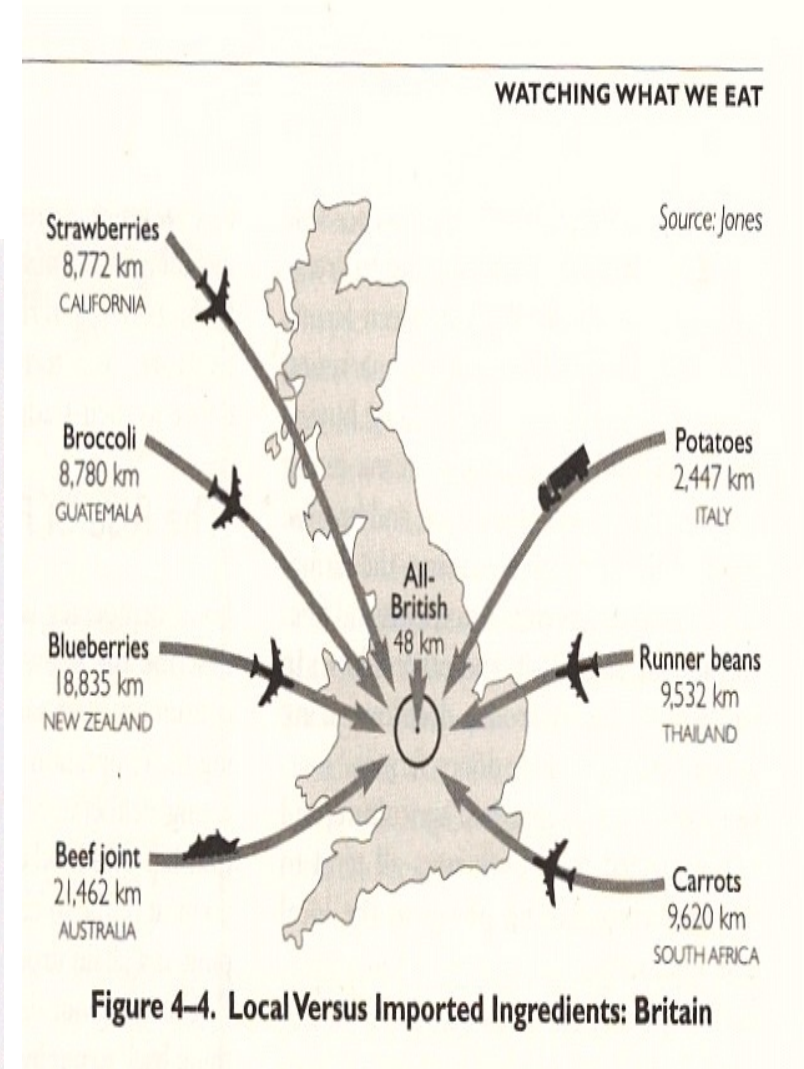 WATCHING WHAT WE EAT
Source: Jones
Strawberries
8,772 km
CALIFORNIA
Broccoli
8,780 km
GUATEMALA
Blueberries
18,835 km
NEW ZEALAND
Beef joint
21,462 km
AUSTRALIA
All-
British
48 km
Potatoes
2,447 km
ITALY
Runner beans
9,532 km
THAILAND
Carrots
9,620 km
SOUTH AFRICA
Figure 4–4. Local Versus Imported Ingredients: Britain